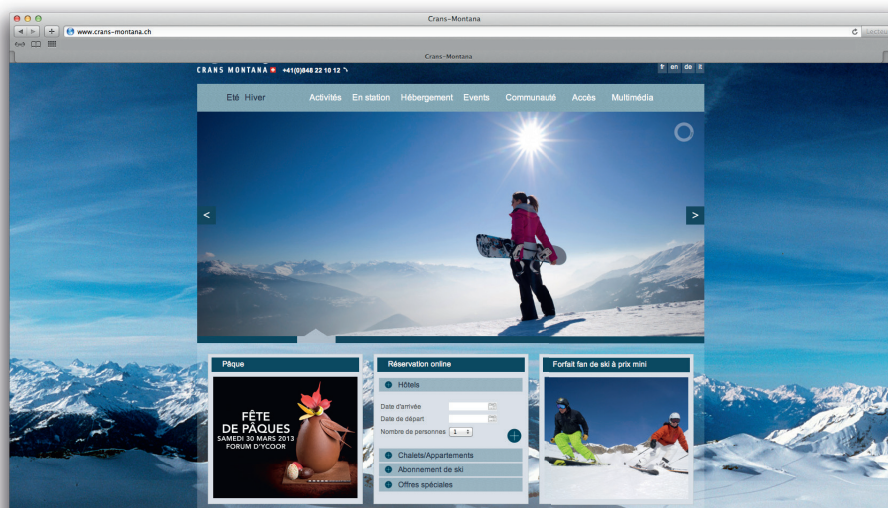 Crans-Montana
www.crans-montana.ch
Crans-Montana
CRANS MONTANA +41(0)848 22 10 12
fr en de it
Eté Hiver Activités En station Hébergement Events Communauté Accès Multimédia
< >
Pâque
FÊTE
DE PÂQUES
SAMEDI 30 MARS 2013
FORUM D'YCOOR
Réservation online
Hôtels
Date d'arrivée
Date de départ
Nombre de personnes 1
Chalets/Appartements
Abonnement de ski
Offres spéciales
Forfait fan de ski à prix mini